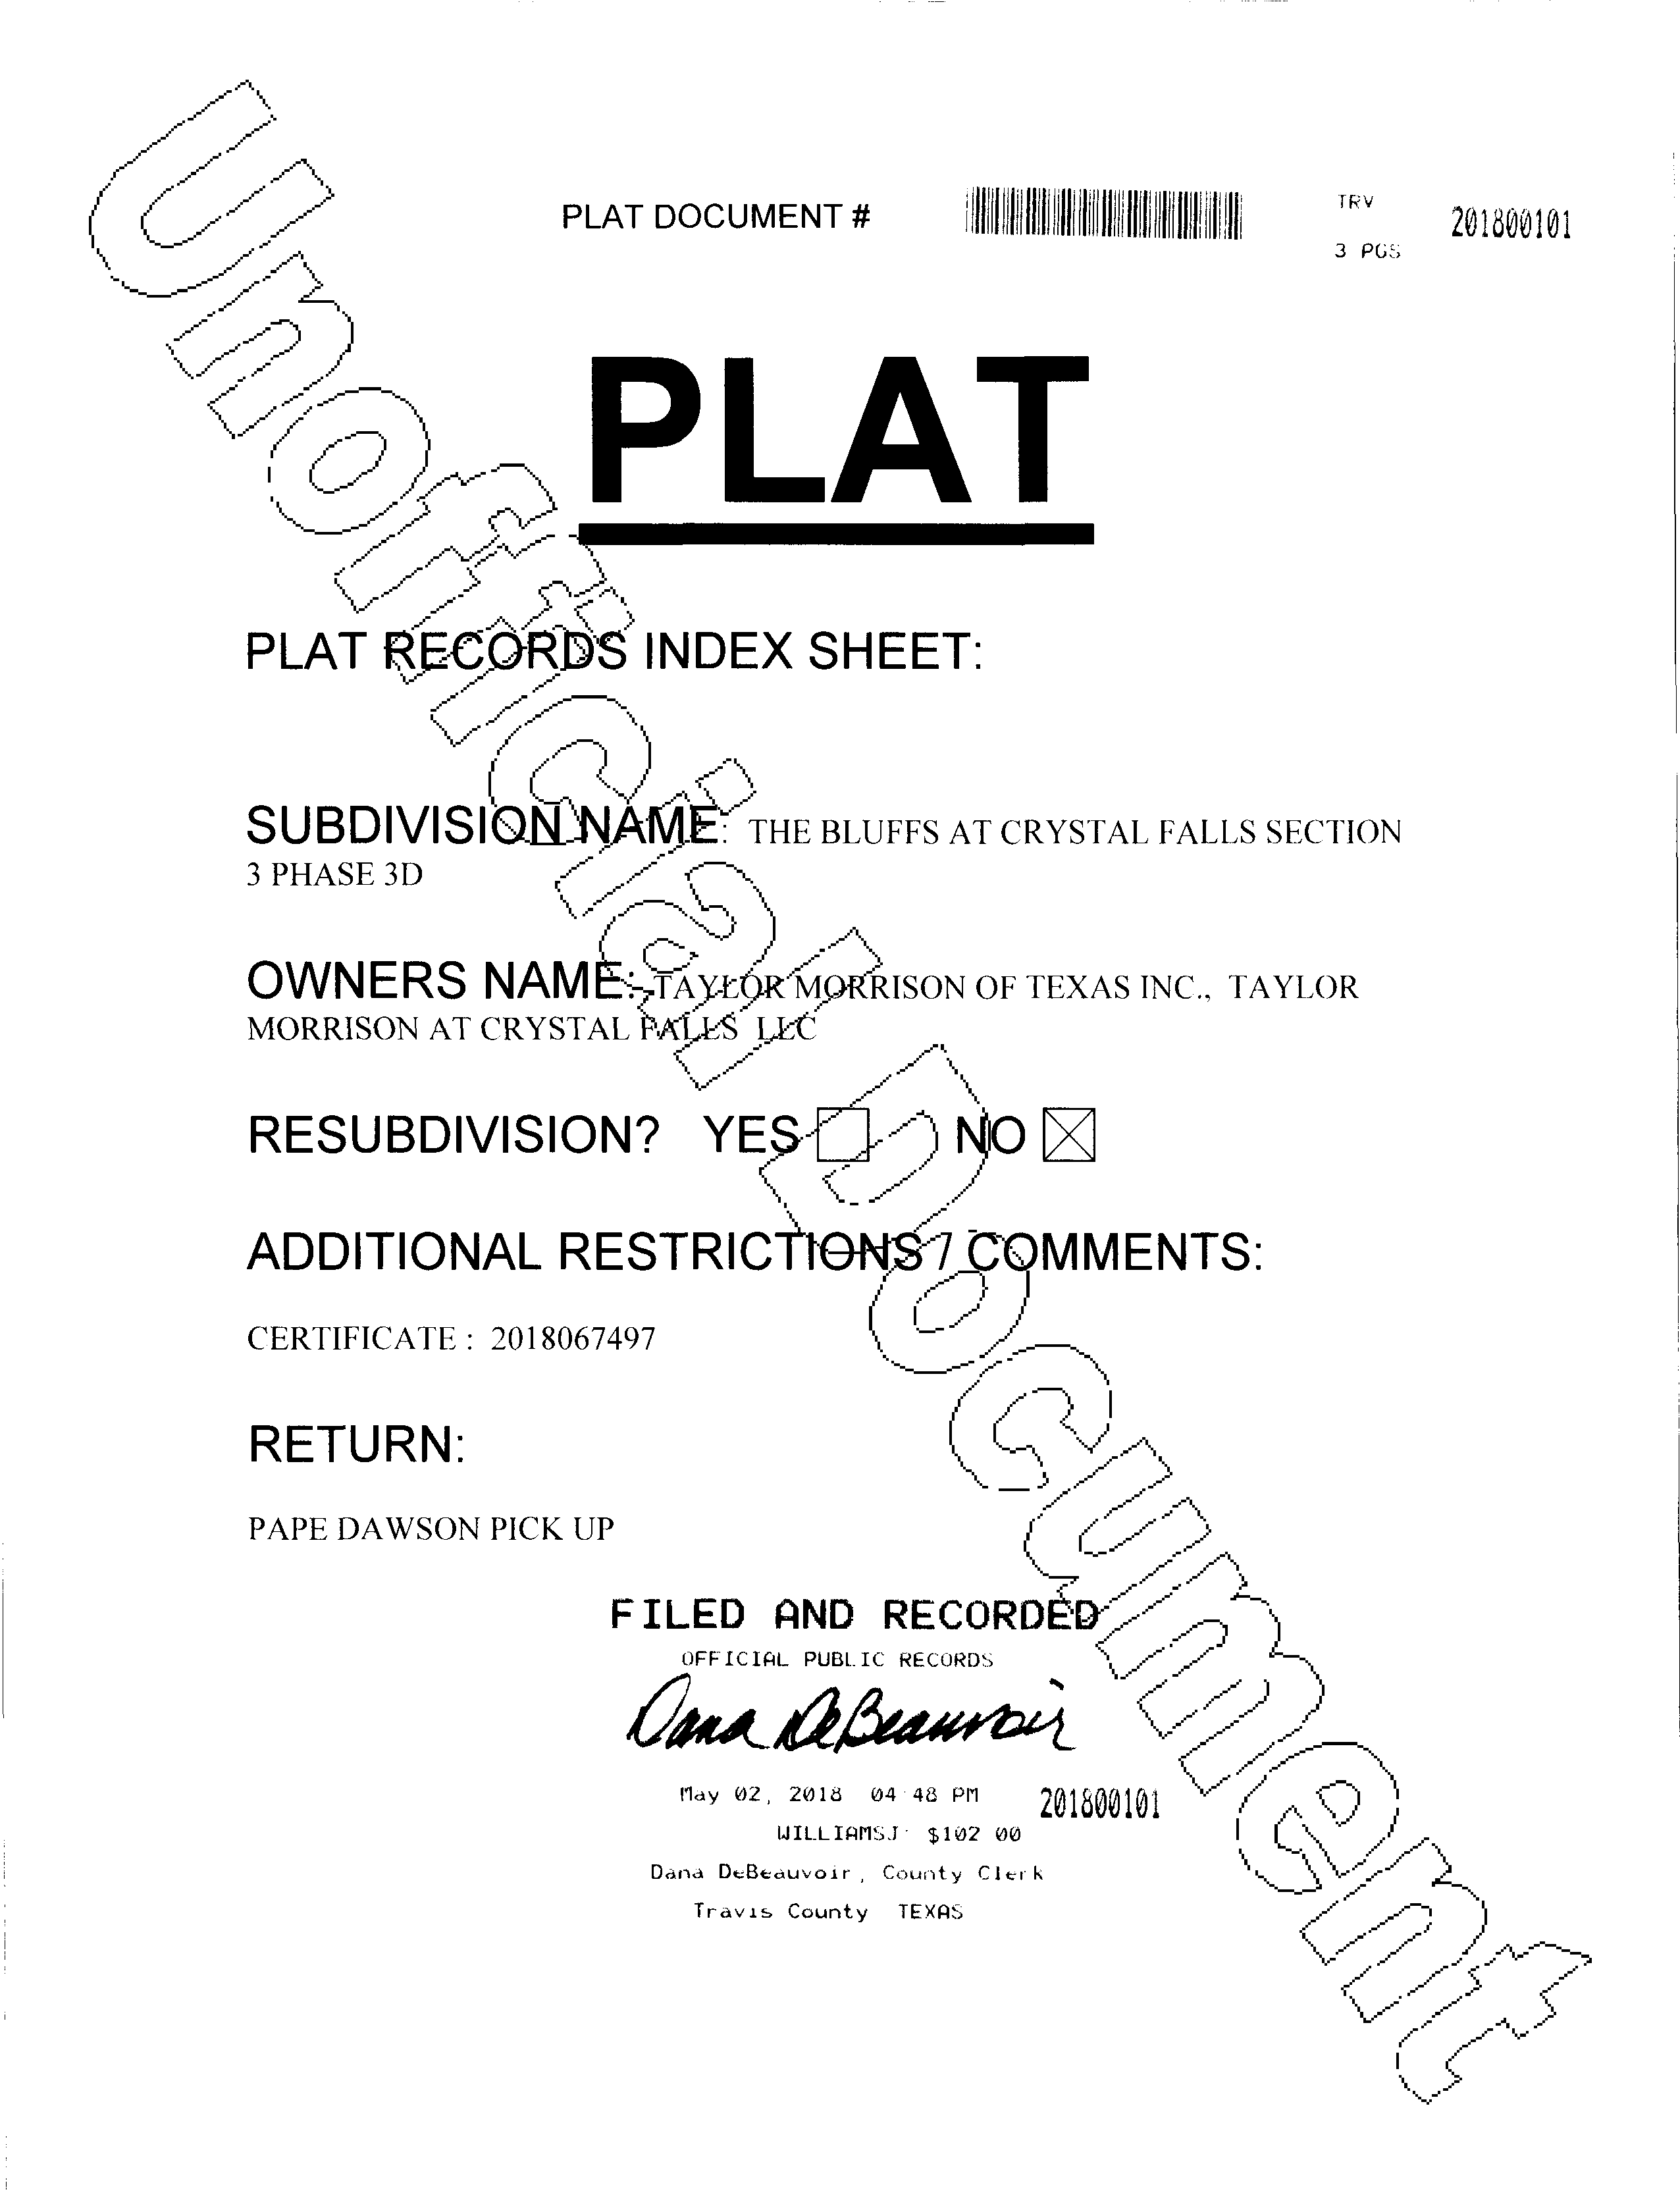 PLAT DOCUMENT #
TRV
3 PGS
201800101
PLAT
PLAT RECORDS INDEX SHEET:
SUBDIVISION NAME: THE BLUFFS AT CRYSTAL FALLS SECTION
3 PHASE 3D
OWNERS NAME: TAYLOR MORRISON OF TEXAS INC., TAYLOR
MORRISON AT CRYSTAL FALLS LLC
RESUBDIVISION? YES NO
ADDITIONAL RESTRICTIONS / COMMENTS:
CERTIFICATE : 2018067497
RETURN:
PAPE DAWSON PICK UP
FILED AND RECORDED
OFFICIAL PUBLIC RECORDS
Dana DeBeauvoir
May 02, 2018 04 48 PM 201800101
WILLIAMSJ $102 00
Dana DeBeauvoir, County Clerk
Travis County TEXAS
Unofficial Document